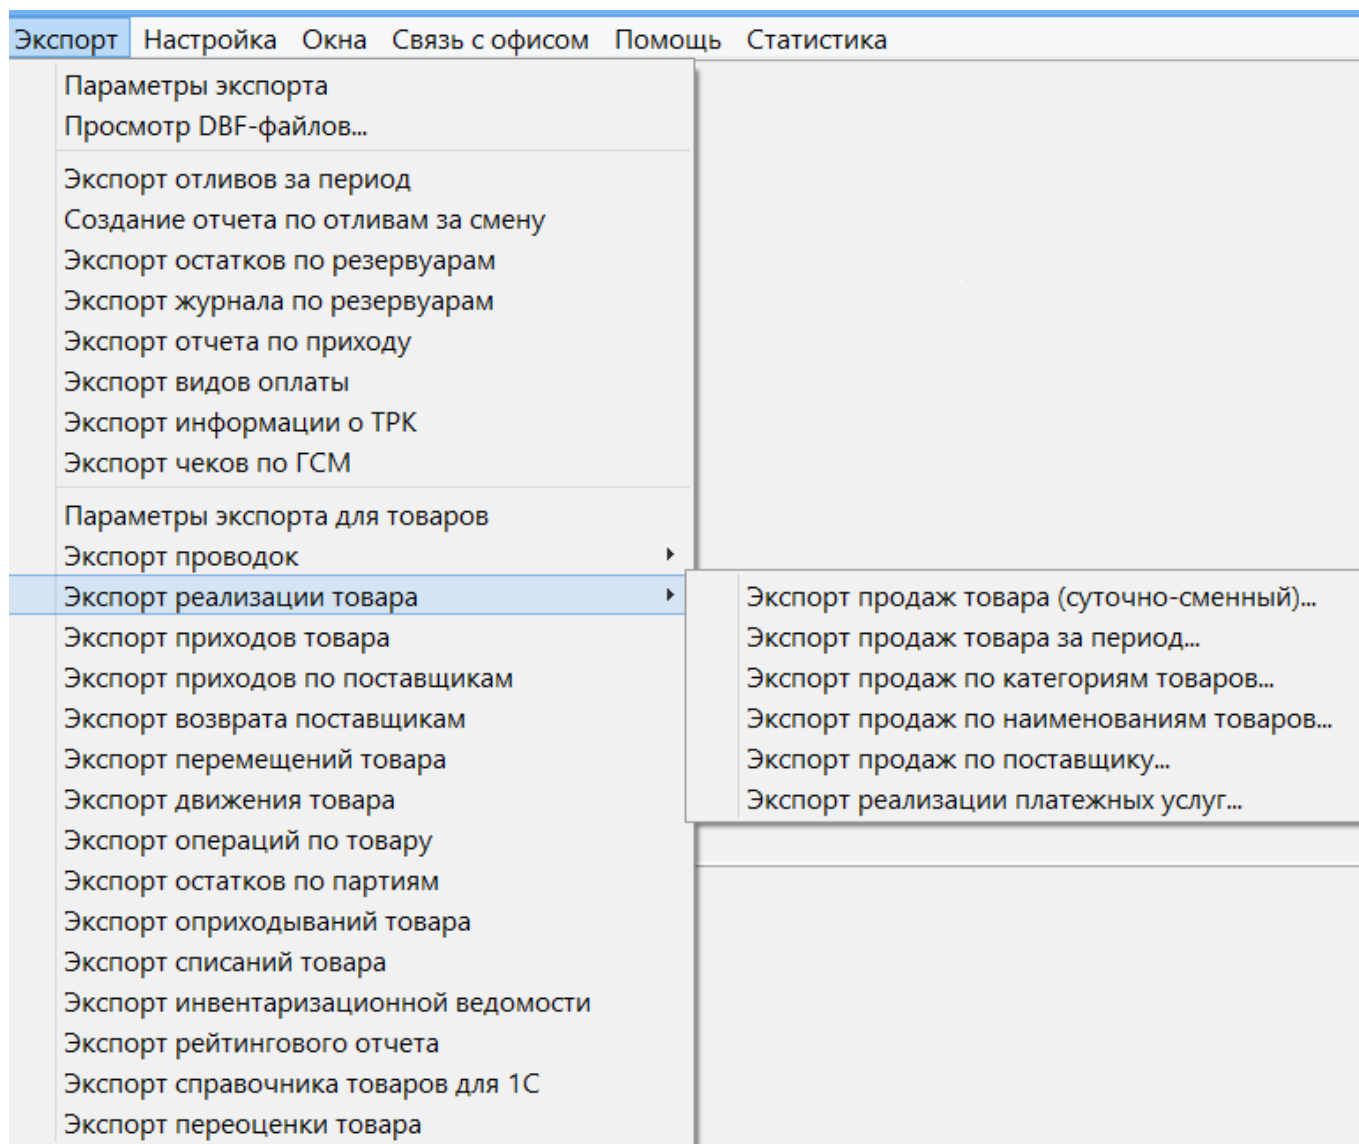 Экспорт Настройка Окна Связь с офисом Помощь Статистика
Параметры экспорта
Просмотр DBF-файлов...
Экспорт отливов за период
Создание отчета по отливам за смену
Экспорт остатков по резервуарам
Экспорт журнала по резервуарам
Экспорт отчета по приходу
Экспорт видов оплаты
Экспорт информации о ТРК
Экспорт чеков по ГСМ
Параметры экспорта для товаров
Экспорт проводок
Экспорт реализации товара
Экспорт приходов товара
Экспорт приходов по поставщикам
Экспорт возврата поставщикам
Экспорт перемещений товара
Экспорт движения товара
Экспорт операций по товару
Экспорт остатков по партиям
Экспорт оприходываний товара
Экспорт списаний товара
Экспорт инвентаризационной ведомости
Экспорт рейтингового отчета
Экспорт справочника товаров для 1С
Экспорт переоценки товара
Экспорт продаж товара (суточно-сменный)...
Экспорт продаж товара за период...
Экспорт продаж по категориям товаров...
Экспорт продаж по наименованиям товаров...
Экспорт продаж по поставщику...
Экспорт реализации платежных услуг...